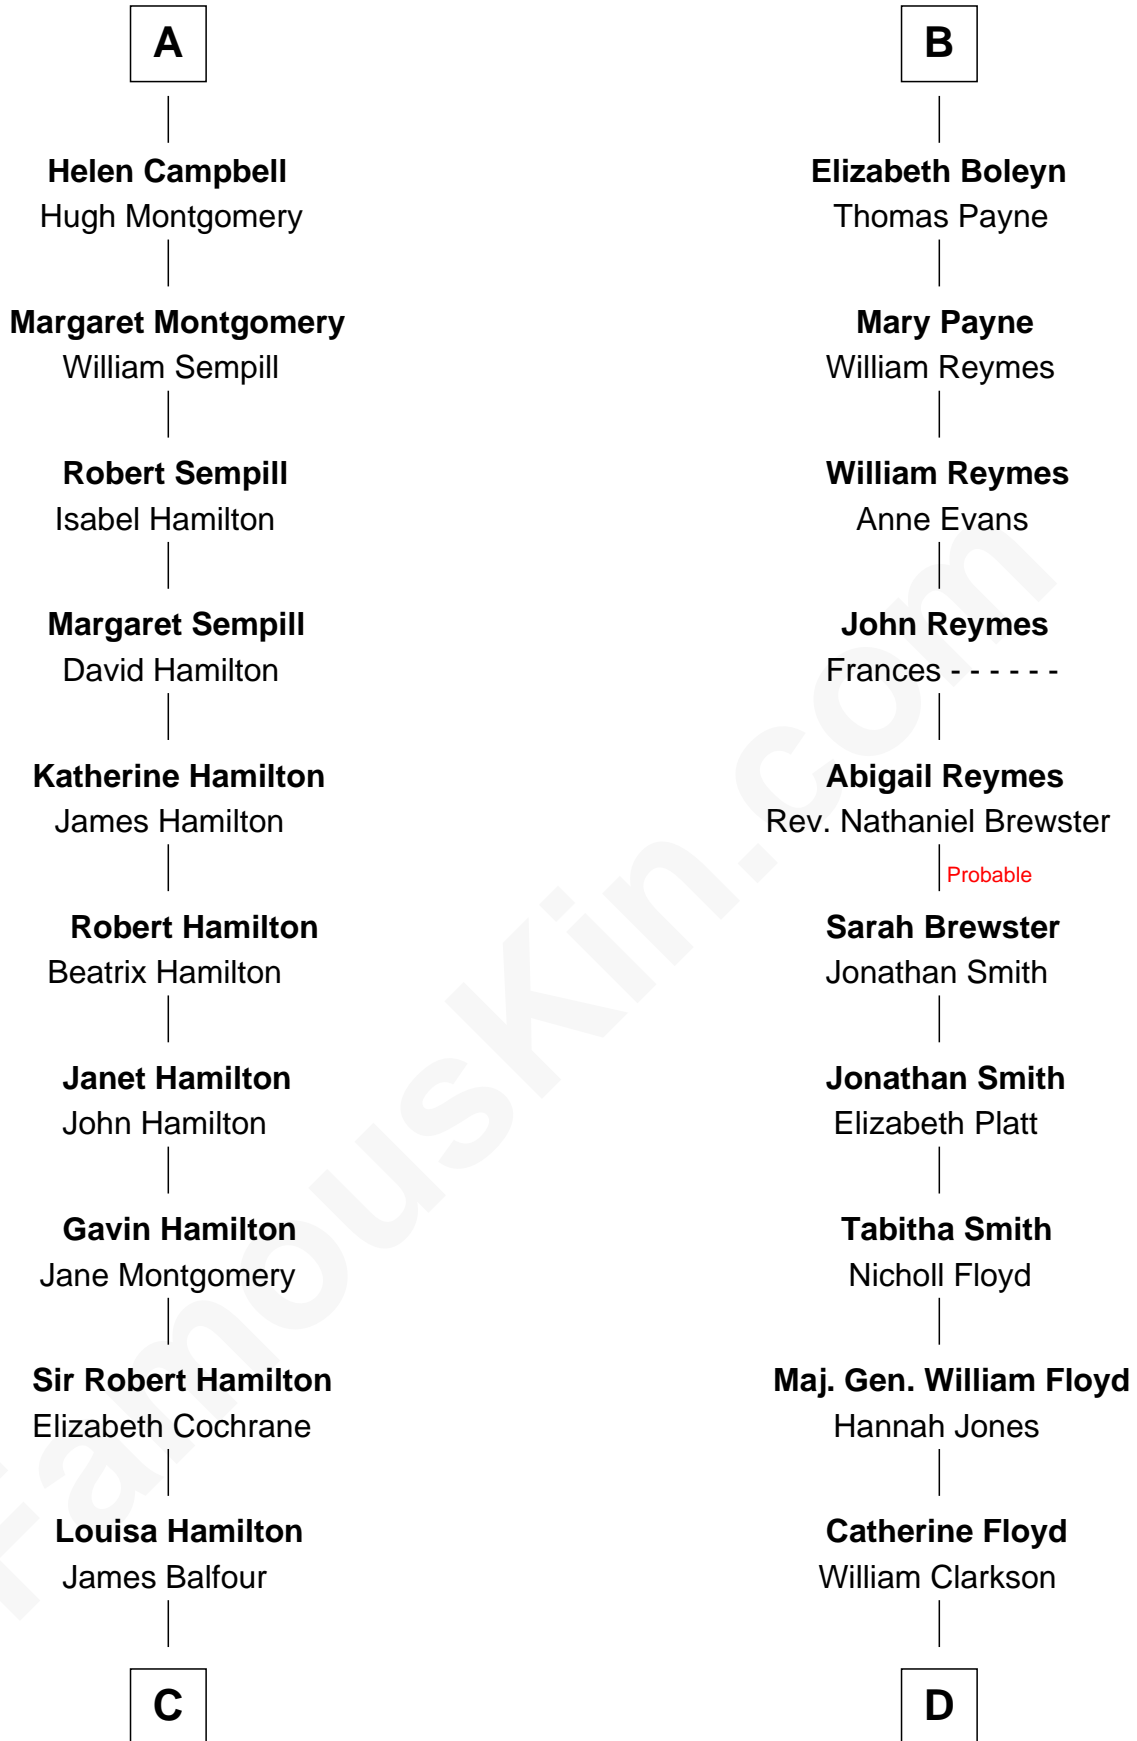 A
Helen Campbell
Hugh Montgomery
Margaret Montgomery
William Sempill
Robert Sempill
Isabel Hamilton
Margaret Sempill
David Hamilton
Katherine Hamilton
James Hamilton
Robert Hamilton
Beatrix Hamilton
Janet Hamilton
John Hamilton
Gavin Hamilton
Jane Montgomery
Sir Robert Hamilton
Elizabeth Cochrane
Louisa Hamilton
James Balfour
C
B
Elizabeth Boleyn
Thomas Payne
Mary Payne
William Reymes
William Reymes
Anne Evans
John Reymes
Frances - - - - - -
Abigail Reymes
Rev. Nathaniel Brewster
Probable
Sarah Brewster
Jonathan Smith
Jonathan Smith
Elizabeth Platt
Tabitha Smith
Nicholl Floyd
Maj. Gen. William Floyd
Hannah Jones
Catherine Floyd
William Clarkson
D
FamousKin.com